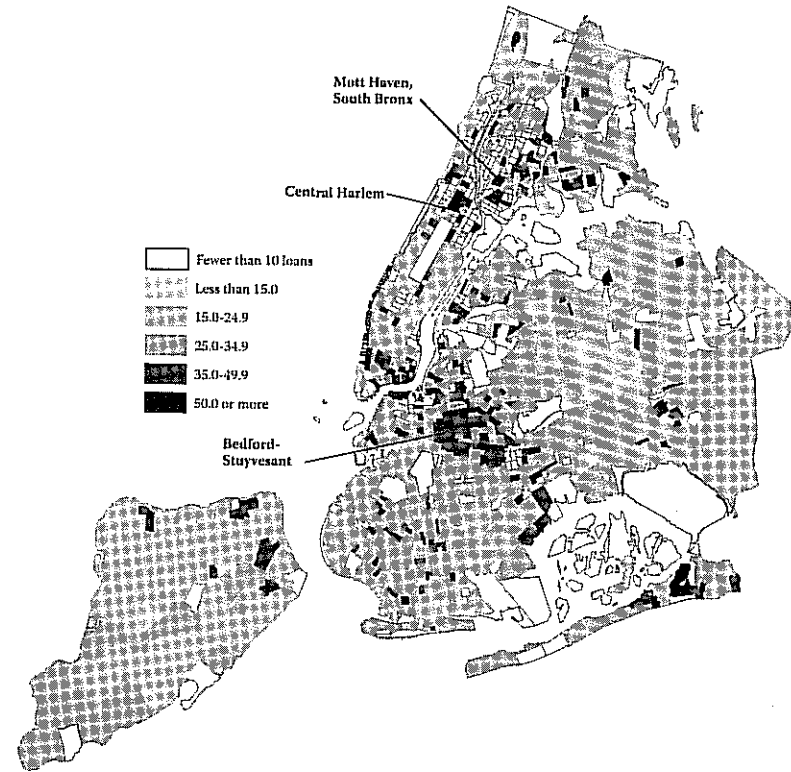 Mott Haven,
South Bronx
Central Harlem
Fewer than 10 loans
Less than 15.0
15.0-24.9
25.0-34.9
35.0-49.9
50.0 or more
Bedford-
Stuyvesant